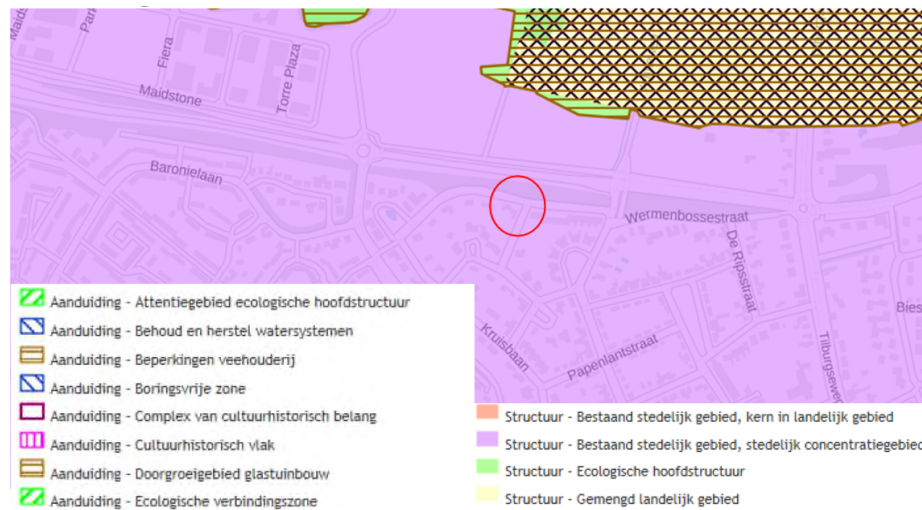 Fiera
Torre Plaza
Maidstone
Baronielaan
Wermenbossestraat
De Ripsstraat
Kruisbaan
Papenlantstraat
Aanduiding - Attentiegebied ecologische hoofdstructuur
Aanduiding - Behoud en herstel watersystemen
Aanduiding - Beperkingen veehouderij
Aanduiding - Boringsvrije zone
Aanduiding - Complex van cultuurhistorisch belang
Aanduiding - Cultuurhistorisch vlak
Aanduiding - Doorgroeigebied glastuinbouw
Aanduiding - Ecologische verbindingszone
Structuur - Bestaand stedelijk gebied, kern in landelijk gebied
Structuur - Bestaand stedelijk gebied, stedelijk concentratiegebied
Structuur - Ecologische hoofdstructuur
Structuur - Gemengd landelijk gebied